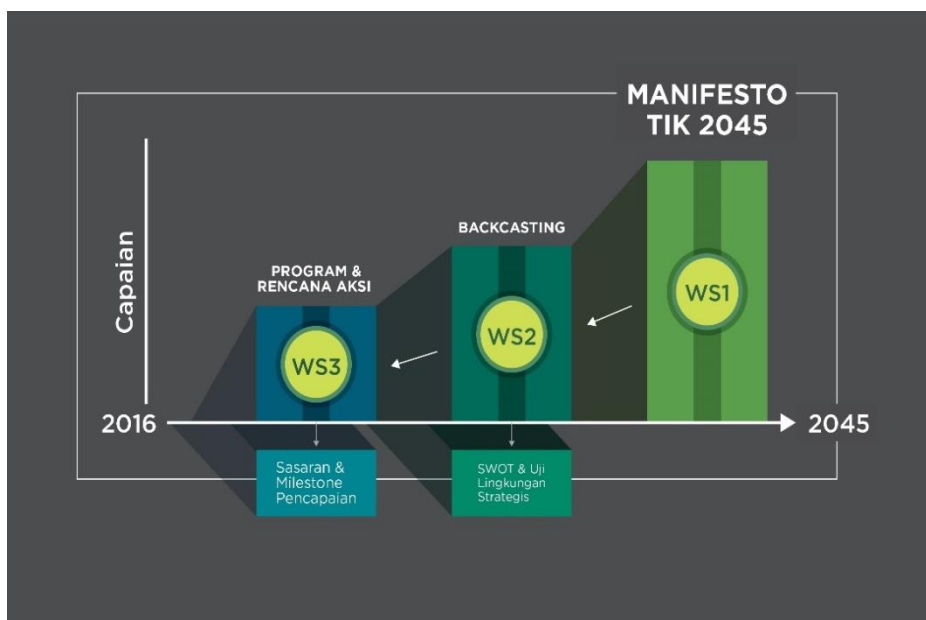 MANIFESTO
TIK 2045
BACKCASTING
PROGRAM &
RENCANA AKSI
Capaian
WS1
WS2
WS3
2016
2045
Sasaran &
Milestone
Pencapaian
SWOT & Uji
Lingkungan
Strategis